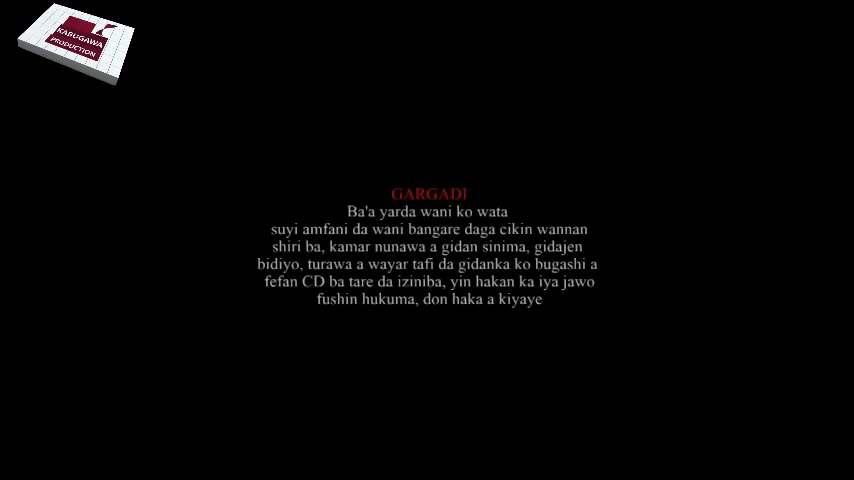 KABUGAWA
PRODUCTION
GARGADI
Ba'a yarda wani ko wata
suyi amfani da wani bangare daga cikin wannan
shiri ba, kamar nunawa a gidan sinima, gidajen
bidiyo, turawa a wayar tafi da gidanka ko bugashi a
fefan CD ba tare da iziniba, yin hakan ka iya jawo
fushin hukuma, don haka a kiyaye